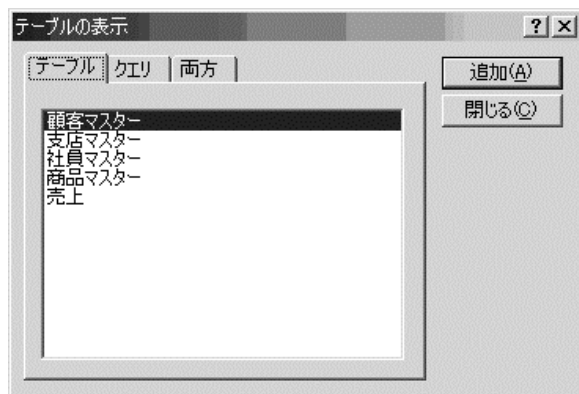 テーブルの表示
テーブル クエリ 両方
追加(A)
閉じる(C)
顧客マスター
支店マスター
社員マスター
商品マスター
売上